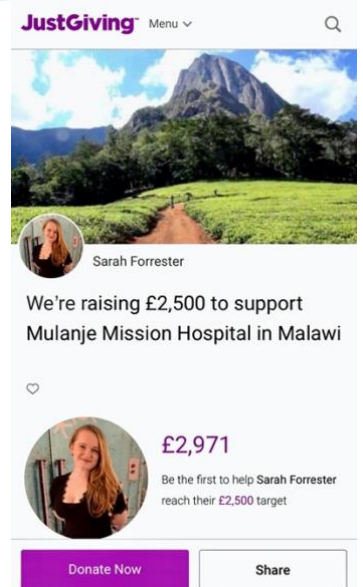 JustGiving™ Menu
Sarah Forrester
We're raising £2,500 to support
Mulanje Mission Hospital in Malawi
£2,971
Be the first to help Sarah Forrester
reach their £2,500 target
Donate Now Share